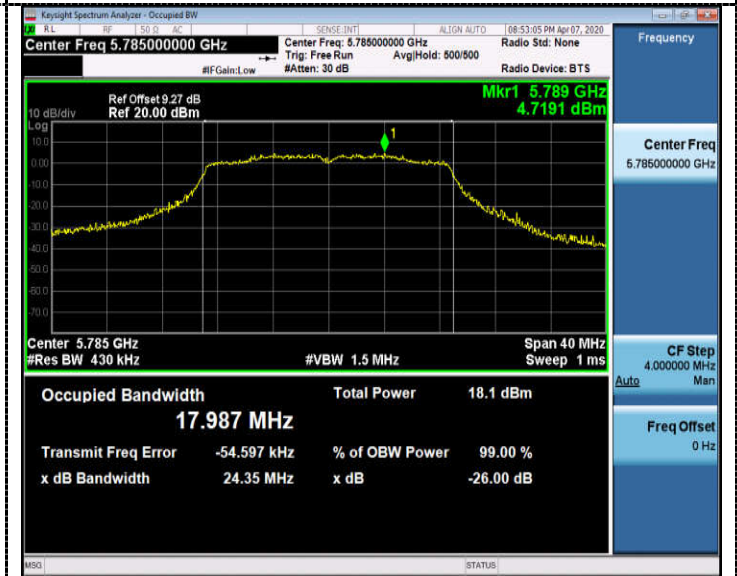 Keysight Spectrum Analyzer - Occupied BW
RL RF 50 Ω AC SENSE:INT ALIGN AUTO 08:53:05 PM Apr 07, 2020
Center Freq 5.785000000 GHz
Center Freq: 5.785000000 GHz
Radio Std: None
Trig: Free Run Avg|Hold: 500/500
#IFGain:Low
#Atten: 30 dB
Radio Device: BTS
Frequency
Mkr1 5.789 GHz
4.7191 dBm
Ref Offset 9.27 dB
10 dB/div Ref 20.00 dBm
Log
10.0
0.00
-10.0
-20.0
-30.0
-40.0
-50.0
-60.0
-70.0
1
Center 5.785 GHz
Span 40 MHz
#Res BW 430 kHz
#VBW 1.5 MHz
Sweep 1 ms
Occupied Bandwidth
17.987 MHz
Total Power 18.1 dBm
Transmit Freq Error -54.597 kHz
% of OBW Power 99.00 %
x dB Bandwidth 24.35 MHz
x dB -26.00 dB
Center Freq
5.785000000 GHz
CF Step
4.000000 MHz
Auto Man
Freq Offset
0 Hz
MSG
STATUS